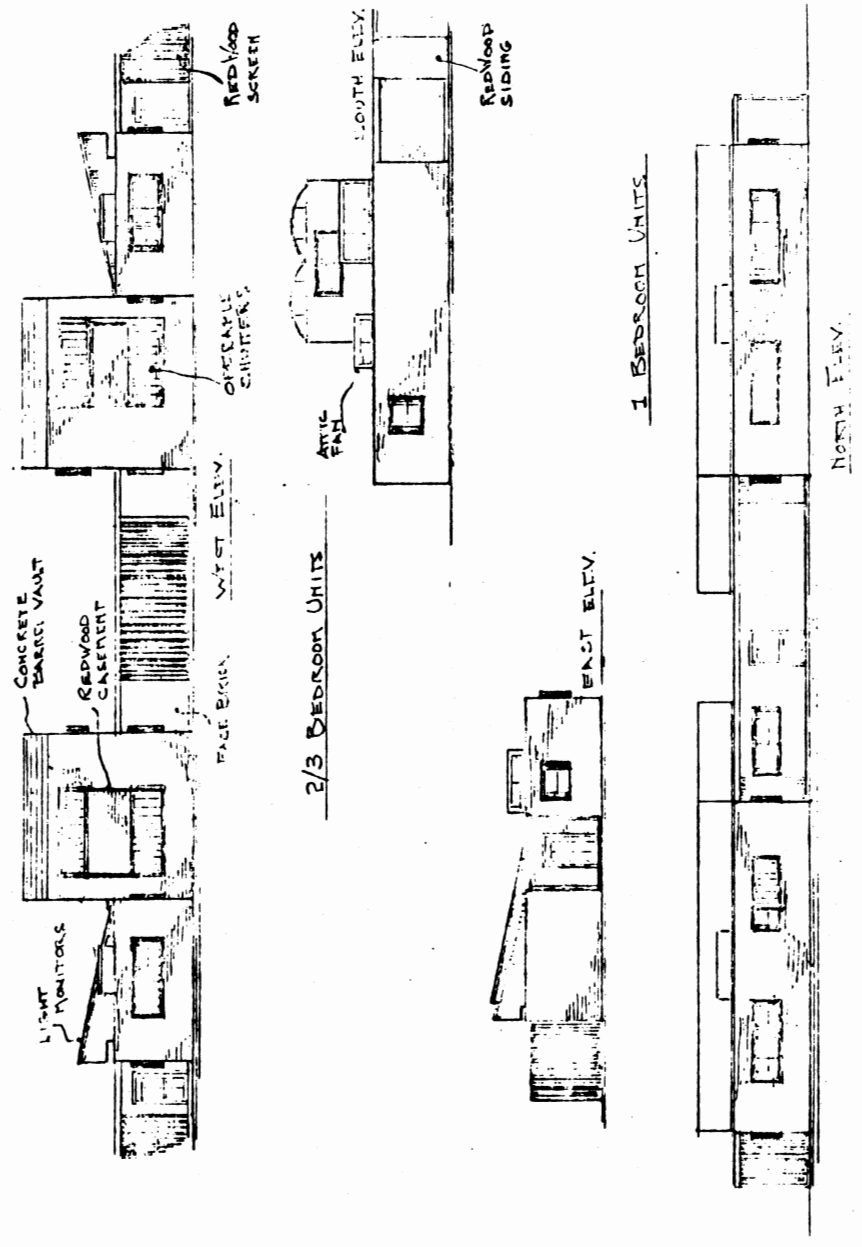 CONCRETE
BARREL VAULT
REDWOOD
CASEMENT
LIGHT
MONITORS
FACE BRICK
WEST ELEV.
OPERABLE
SHUTTERS
REDWOOD
SCREEN
2/3 BEDROOM UNITS
ATTIC
FAN
SOUTH ELEV.
REDWOOD
SIDING
EAST ELEV.
1 BEDROOM UNITS
NORTH ELEV.